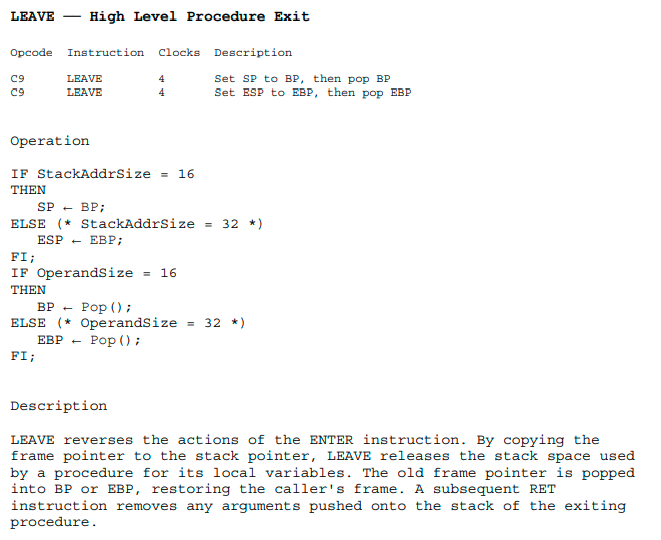 LEAVE — High Level Procedure Exit
Opcode Instruction Clocks Description
C9 LEAVE 4 Set SP to BP, then pop BP
C9 LEAVE 4 Set ESP to EBP, then pop EBP
Operation
IF StackAddrSize = 16
THEN
SP ← BP;
ELSE (* StackAddrSize = 32 *)
ESP ← EBP;
FI;
IF OperandSize = 16
THEN
BP ← Pop();
ELSE (* OperandSize = 32 *)
EBP ← Pop();
FI;
Description
LEAVE reverses the actions of the ENTER instruction. By copying the
frame pointer to the stack pointer, LEAVE releases the stack space used
by a procedure for its local variables. The old frame pointer is popped
into BP or EBP, restoring the caller's frame. A subsequent RET
instruction removes any arguments pushed onto the stack of the exiting
procedure.